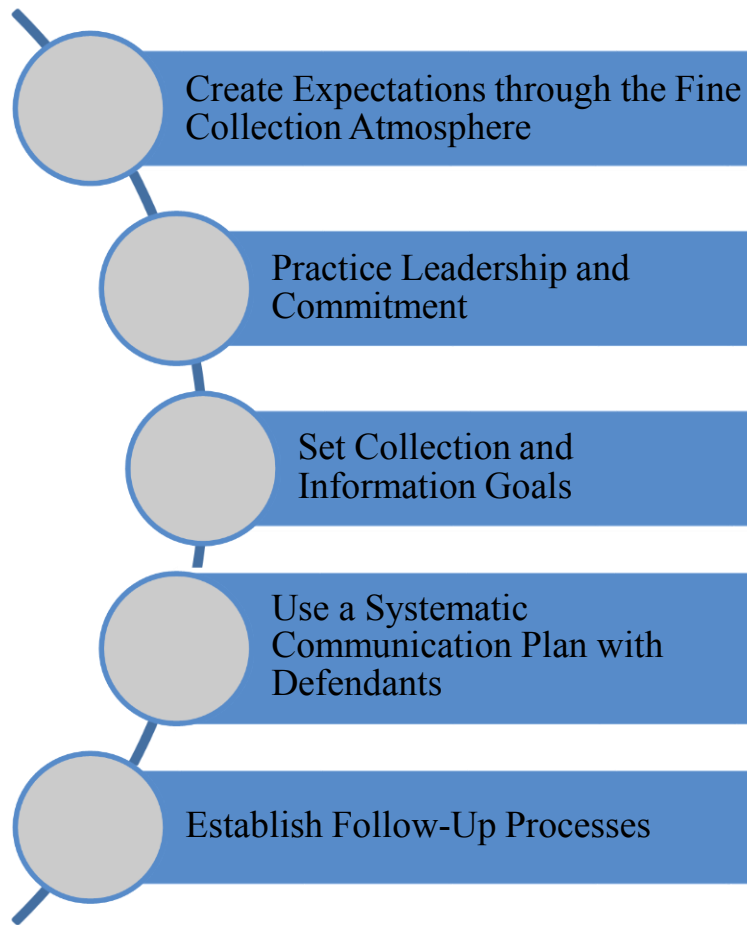 Create Expectations through the Fine
Collection Atmosphere
Practice Leadership and
Commitment
Set Collection and
Information Goals
Use a Systematic
Communication Plan with
Defendants
Establish Follow-Up Processes